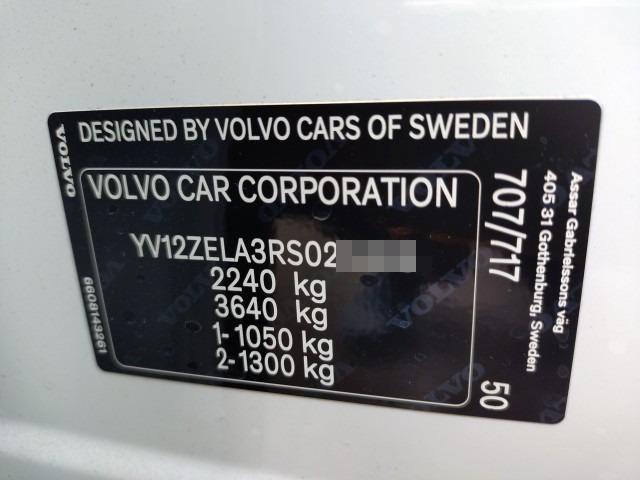 VOLVO
DESIGNED BY VOLVO CARS OF SWEDEN
VOLVO CAR CORPORATION
YV12ZELA3RS02
2240 kg
3640 kg
1-1050 kg
2-1300 kg
6608143261
707/717
50
Assar Gabrielssons väg
405 31 Gothenburg, Sweden